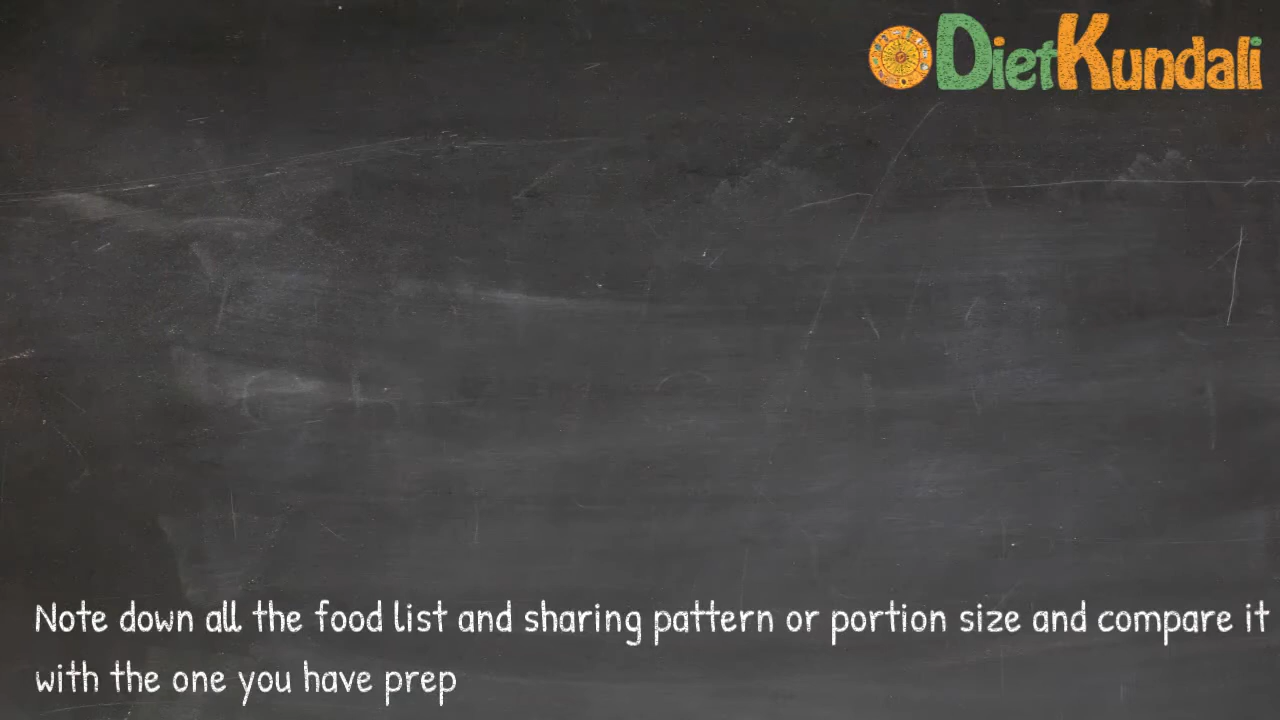 DietKundali
Note down all the food list and sharing pattern or portion size and compare it
with the one you have prep